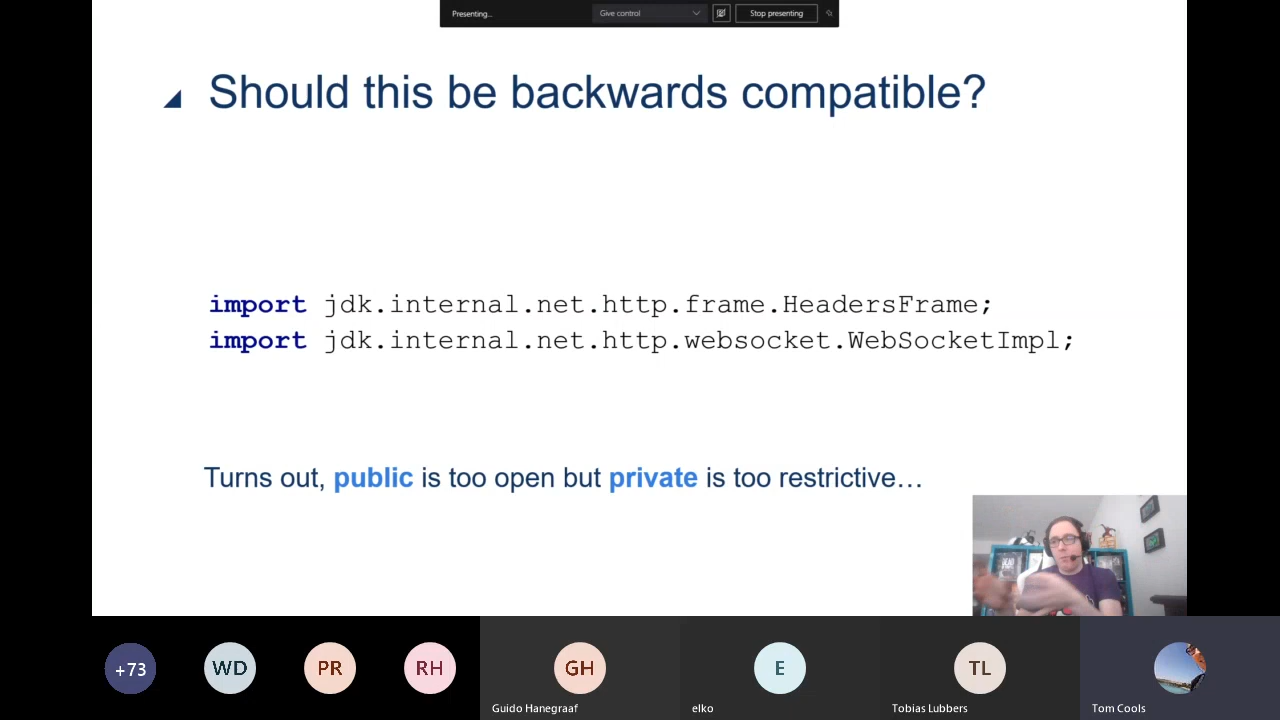 Presenting...
Give control
Stop presenting
Should this be backwards compatible?
import jdk.internal.net.http.frame.HeadersFrame;
import jdk.internal.net.http.websocket.WebSocketImpl;
Turns out, public is too open but private is too restrictive…
+73
WD
PR
RH
GH
E
TL
Guido Hanegraaf
elko
Tobias Lubbers
Tom Cools